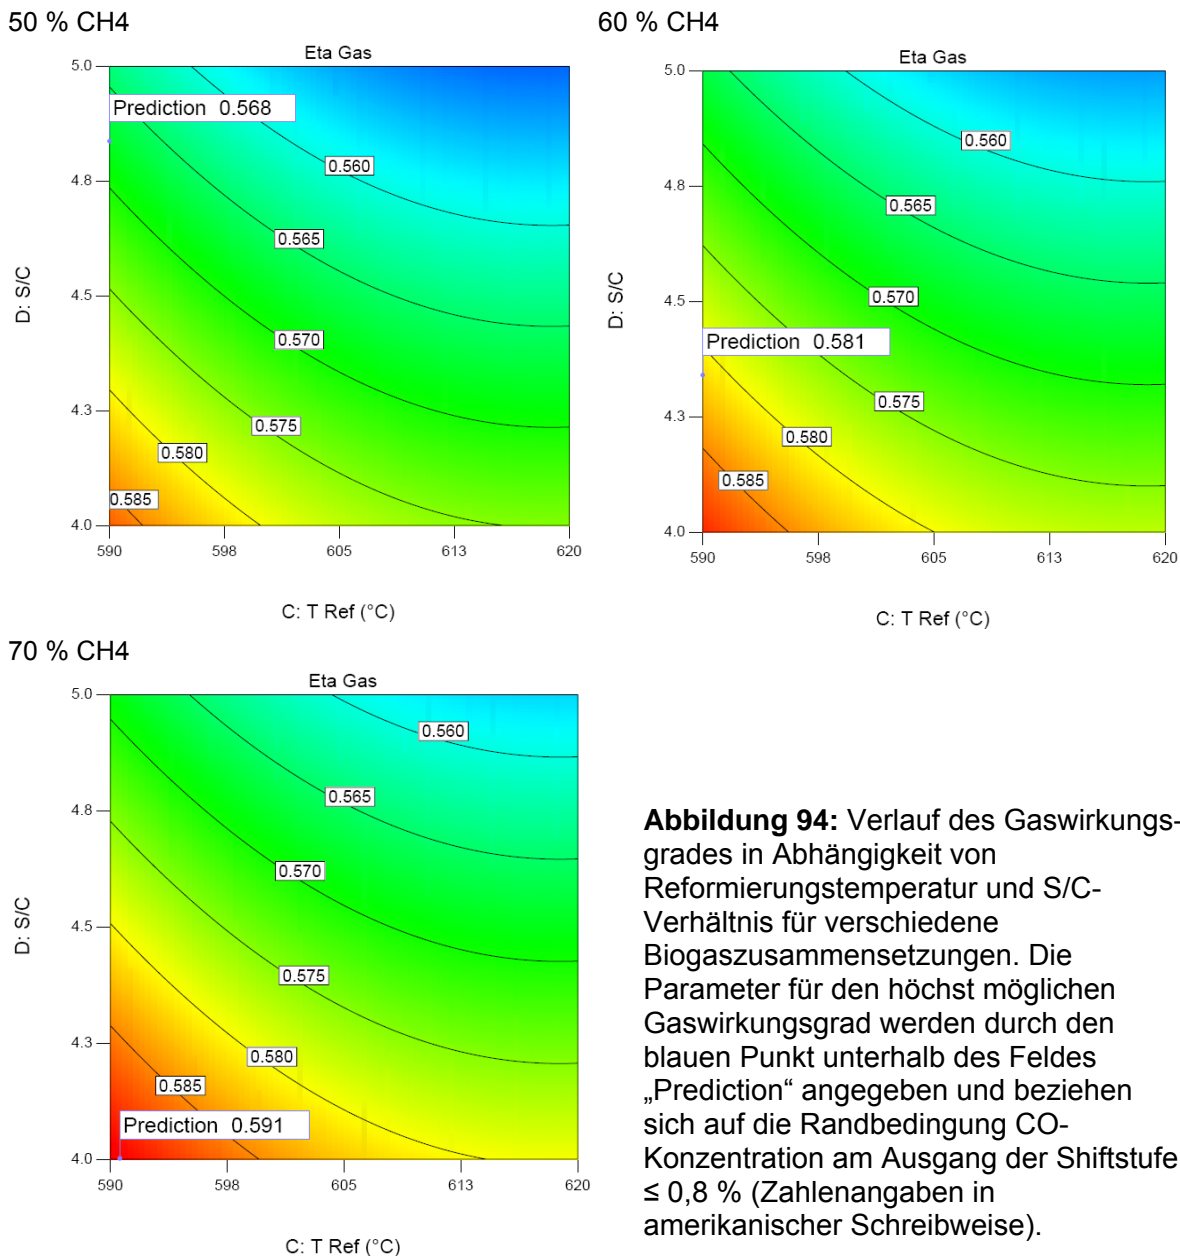 50 % CH4
Eta Gas
5.0
4.8
4.5
4.3
4.0
D: S/C
Prediction 0.568
0.560
0.565
0.570
0.575
0.580
0.585
590
598
605
613
620
C: T Ref (°C)
60 % CH4
Eta Gas
5.0
4.8
4.5
4.3
4.0
D: S/C
0.560
0.565
0.570
Prediction 0.581
0.575
0.580
0.585
590
598
605
613
620
C: T Ref (°C)
70 % CH4
Eta Gas
5.0
4.8
4.5
4.3
4.0
D: S/C
0.560
0.565
0.570
0.575
0.580
0.585
Prediction 0.591
590
598
605
613
620
C: T Ref (°C)
Abbildung 94: Verlauf des Gaswirkungs-
grades in Abhängigkeit von
Reformierungstemperatur und S/C-
Verhältnis für verschiedene
Biogaszusammensetzungen. Die
Parameter für den höchst möglichen
Gaswirkungsgrad werden durch den
blauen Punkt unterhalb des Feldes
„Prediction“ angegeben und beziehen
sich auf die Randbedingung CO-
Konzentration am Ausgang der Shiftstufe
≤ 0,8 % (Zahlenangaben in
amerikanischer Schreibweise).